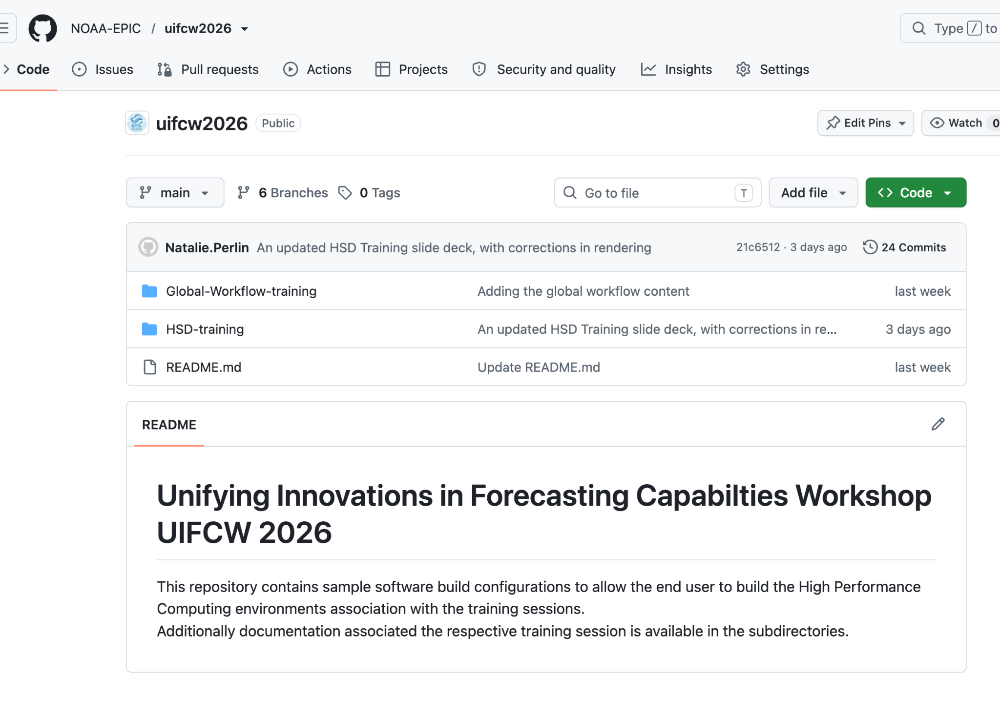 NOAA-EPIC / uifcw2026
Type / to
Code Issues Pull requests Actions Projects Security and quality Insights Settings
EPIC uifcw2026 Public Edit Pins Watch 0
main 6 Branches 0 Tags Go to file T Add file Code
Natalie.Perlin An updated HSD Training slide deck, with corrections in rendering 21c6512 · 3 days ago 24 Commits
Global-Workflow-training Adding the global workflow content last week
HSD-training An updated HSD Training slide deck, with corrections in re... 3 days ago
README.md Update README.md last week
README
Unifying Innovations in Forecasting Capabilties Workshop
UIFCW 2026
This repository contains sample software build configurations to allow the end user to build the High Performance
Computing environments association with the training sessions.
Additionally documentation associated the respective training session is available in the subdirectories.